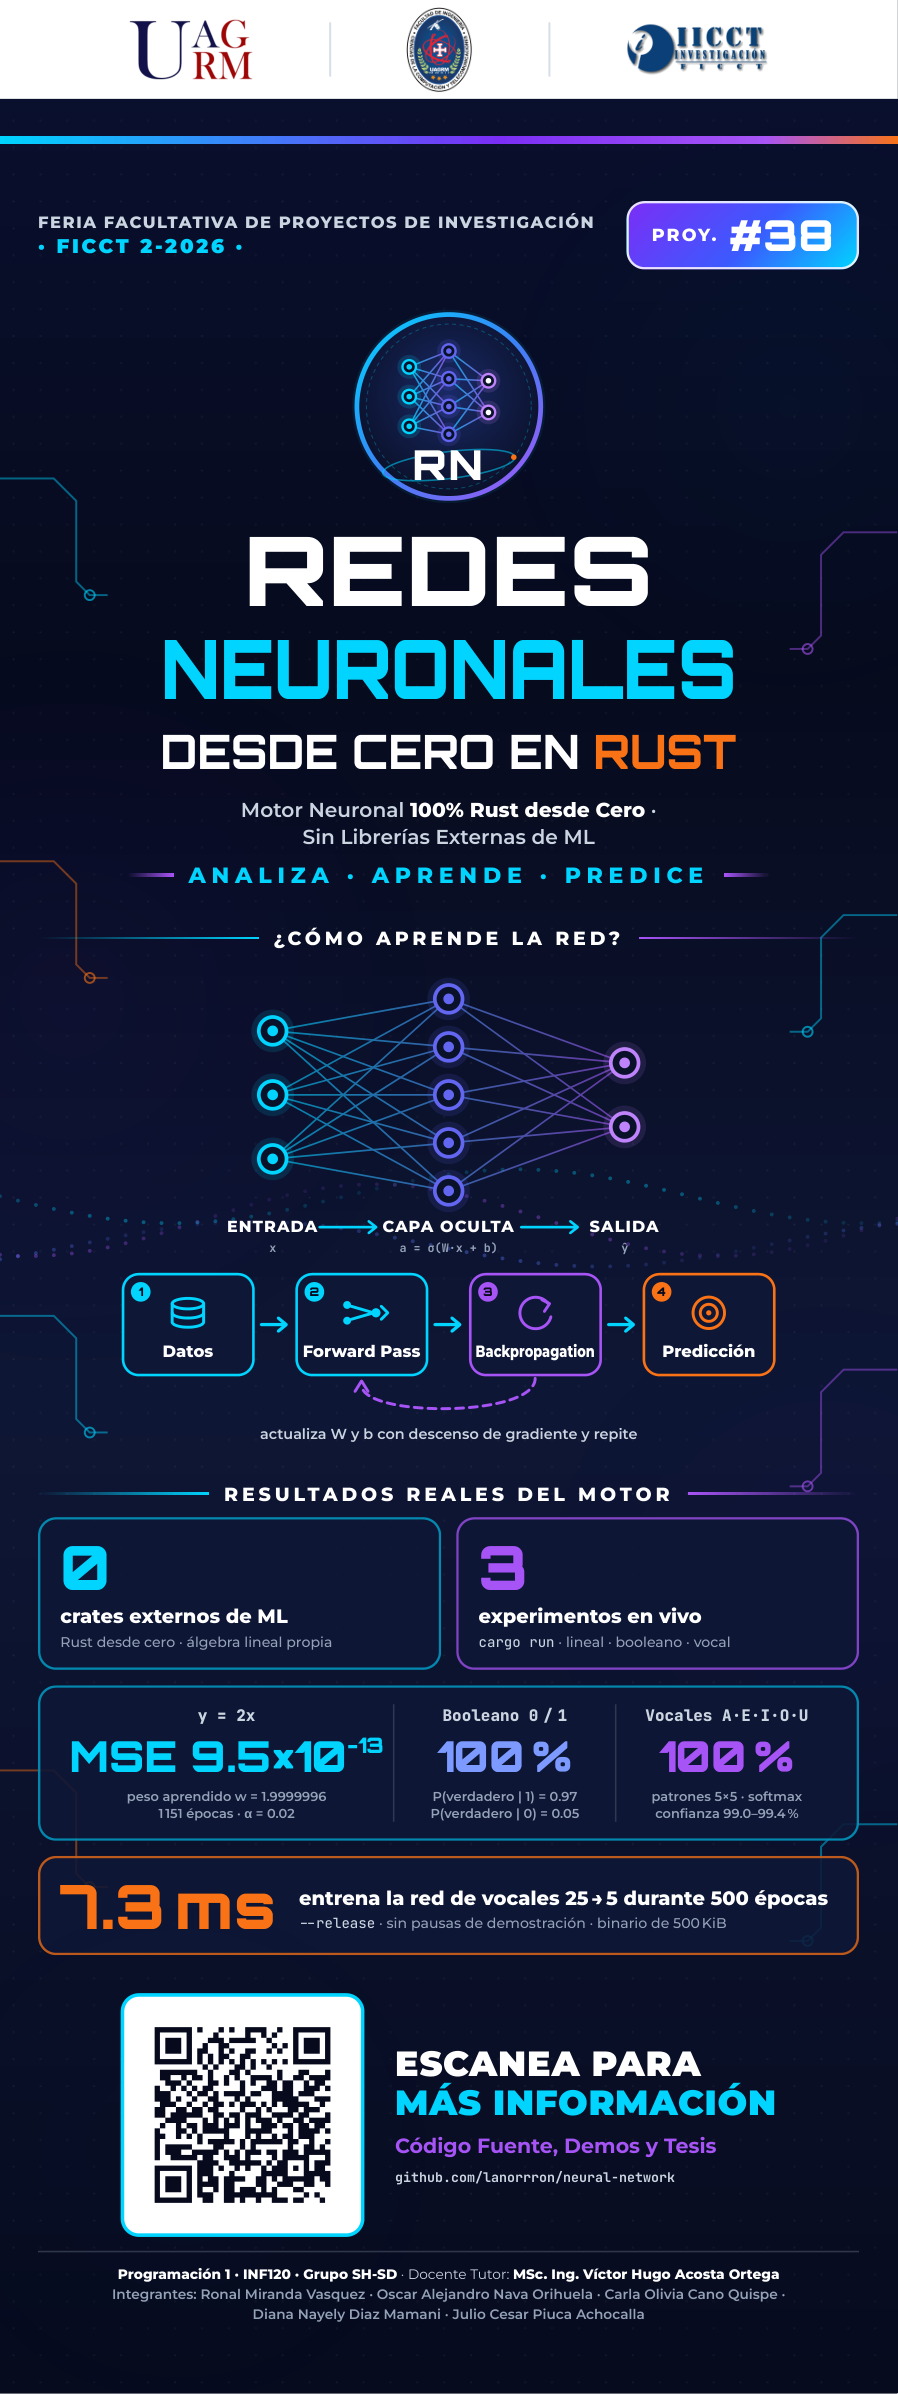 UAGRM
IICCT
INVESTIGACIÓN
FICCT
FERIA FACULTATIVA DE PROYECTOS DE INVESTIGACIÓN
• FICCT 2-2026 •
PROY. #38
RN
REDES
NEURONALES
DESDE CERO EN RUST
Motor Neuronal 100% Rust desde Cero ·
Sin Librerías Externas de ML
ANALIZA · APRENDE · PREDICE
¿CÓMO APRENDE LA RED?
ENTRADA → CAPA OCULTA → SALIDA
x a = σ(W·x + b) ŷ
1 2 3 4
Datos → Forward Pass → Backpropagation → Predicción
actualiza W y b con descenso de gradiente y repite
RESULTADOS REALES DEL MOTOR
0
crates externos de ML
Rust desde cero · álgebra lineal propia
3
experimentos en vivo
cargo run · lineal · booleano · vocal
y = 2x
MSE 9.5x10⁻¹³
peso aprendido w = 1.9999996
1151 épocas · α = 0.02
Booleano 0 / 1
100 %
P(verdadero | 1) = 0.97
P(verdadero | 0) = 0.05
Vocales A·E·I·O·U
100 %
patrones 5×5 · softmax
confianza 99.0–99.4 %
7.3 ms
entrena la red de vocales 25→5 durante 500 épocas
--release · sin pausas de demostración · binario de 500 KiB
ESCANEA PARA
MÁS INFORMACIÓN
Código Fuente, Demos y Tesis
github.com/lanorrron/neural-network
Programación 1 • INF120 • Grupo SH-SD · Docente Tutor: MSc. Ing. Víctor Hugo Acosta Ortega
Integrantes: Ronal Miranda Vasquez · Oscar Alejandro Nava Orihuela · Carla Olivia Cano Quispe ·
Diana Nayely Diaz Mamani · Julio Cesar Piuca Achocalla